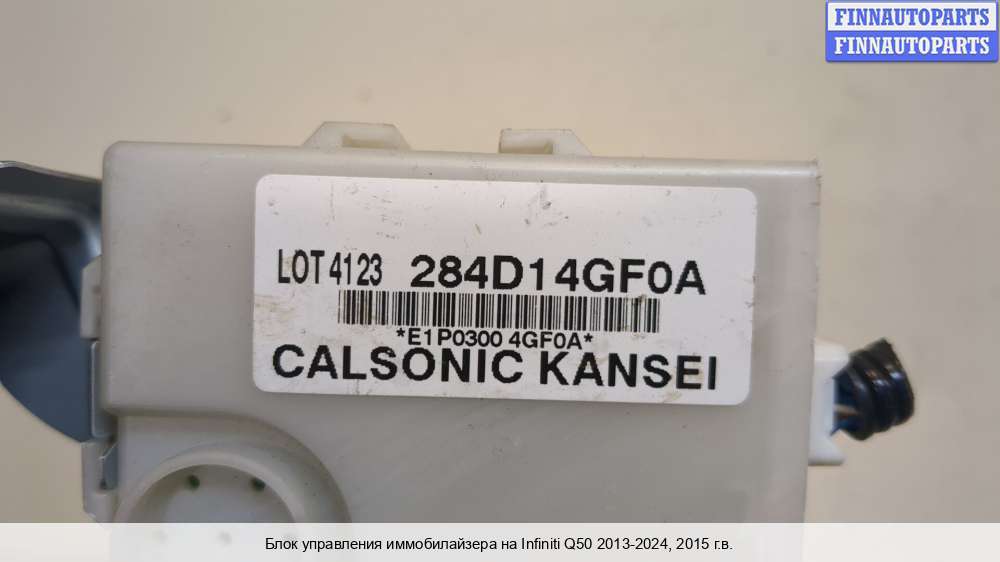 FINNAUTOPARTS
FINNAUTOPARTS
LOT 4123 284D14GF0A
*E1P0300 4GF0A*
CALSONIC KANSEI
Блок управления иммобилайзера на Infiniti Q50 2013-2024, 2015 г.в.